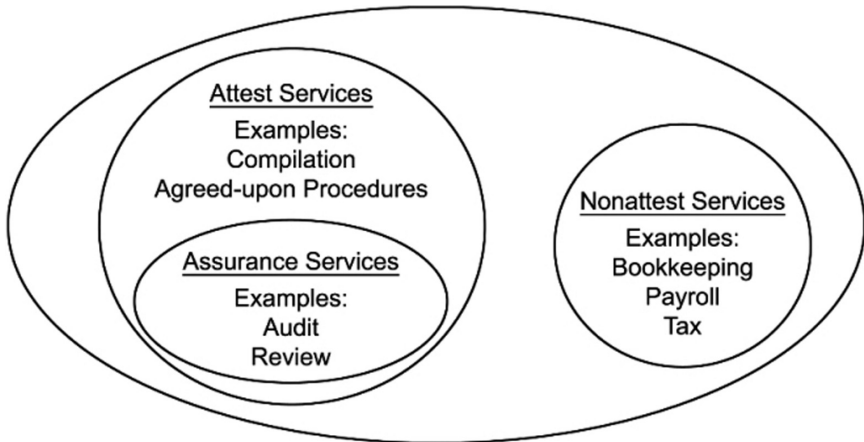 Attest Services
Examples:
Compilation
Agreed-upon Procedures
Assurance Services
Examples:
Audit
Review
Nonattest Services
Examples:
Bookkeeping
Payroll
Tax